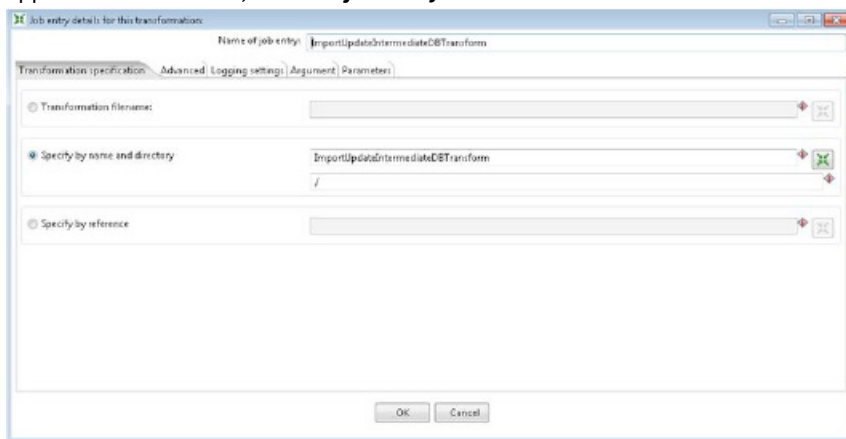 Job entry details for this transformation:
Name of job entry: ImportUpdateIntermediateDBTransform
Transformation specification Advanced Logging settings Argument Parameters
Transformation filename:
Specify by name and directory ImportUpdateIntermediateDBTransform
/
Specify by reference
OK Cancel